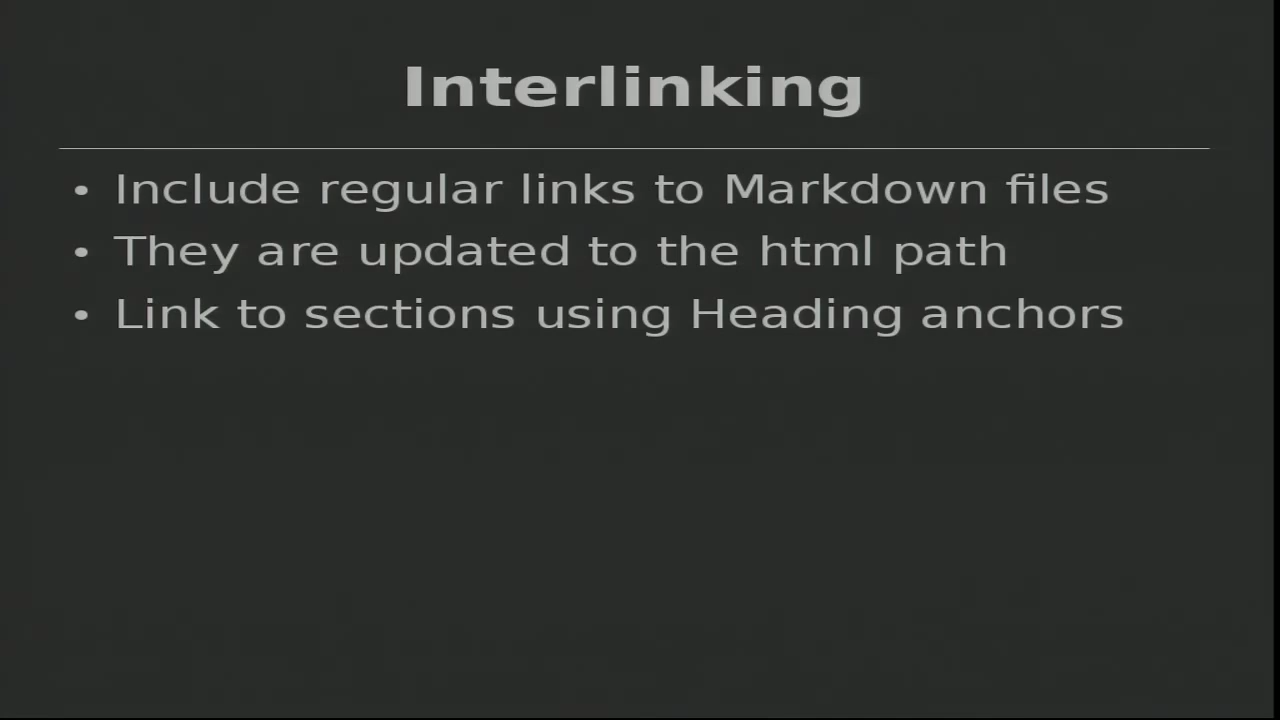 Interlinking
• Include regular links to Markdown files
• They are updated to the html path
• Link to sections using Heading anchors